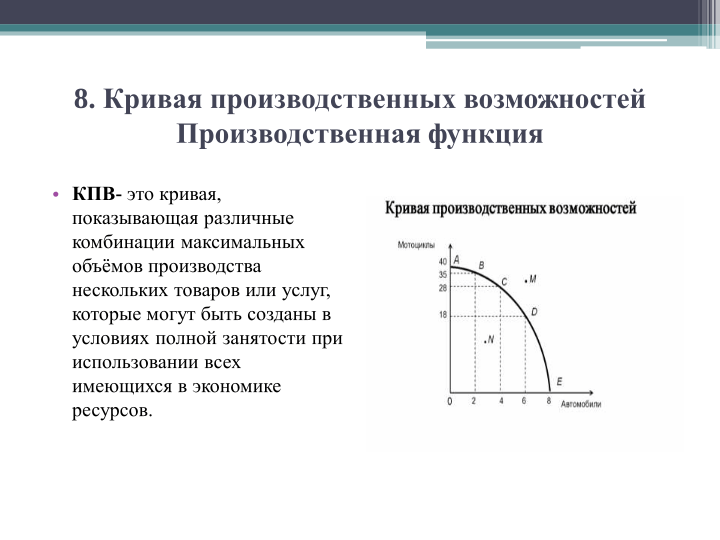 8. Кривая производственных возможностей
Производственная функция
• КПВ- это кривая,
показывающая различные
комбинации максимальных
объёмов производства
нескольких товаров или услуг,
которые могут быть созданы в
условиях полной занятости при
использовании всех
имеющихся в экономике
ресурсов.
Кривая производственных возможностей
Мотоциклы
40 A
35 B
28 C M
18 D
N
E
0 2 4 6 8 Автомобили